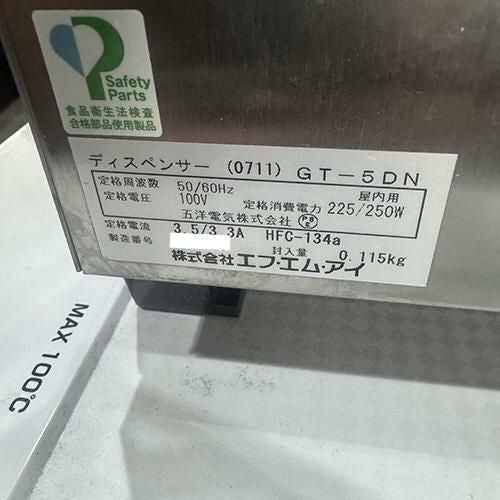 Safety
Parts
食品衛生法検査
合格部品使用製品
ディスペンサー (0711) GT-5DN
定格周波数 50/60Hz 屋内用
定格電圧 100V 定格消費電力 225/250W
五洋電気株式会社 PSE
定格電流 3.5/3.3A HFC-134a
製造番号 封入量 0.115kg
株式会社エフ・エム・アイ
MAX 100℃